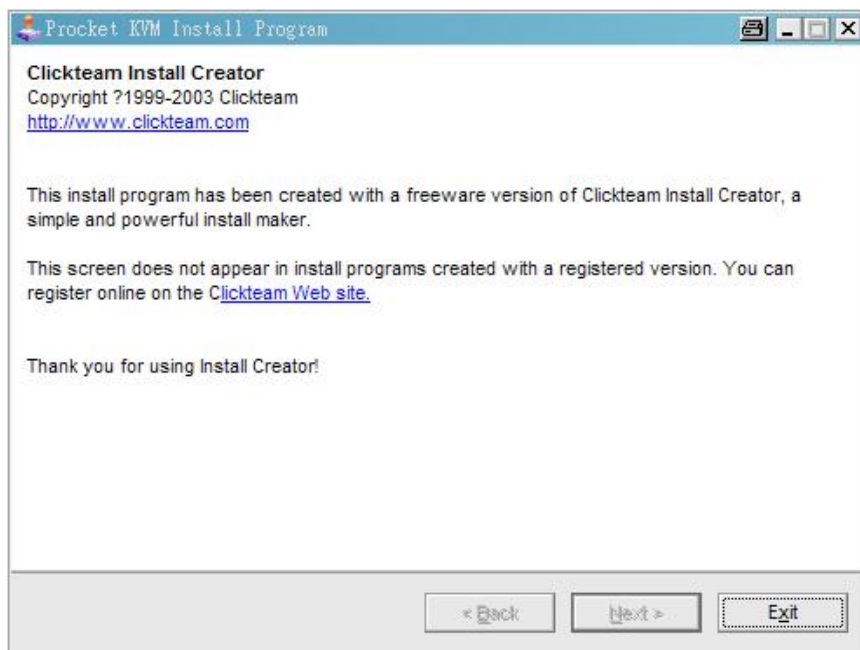 Procket KVM Install Program
Clickteam Install Creator
Copyright ?1999-2003 Clickteam
http://www.clickteam.com
This install program has been created with a freeware version of Clickteam Install Creator, a
simple and powerful install maker.
This screen does not appear in install programs created with a registered version. You can
register online on the Clickteam Web site.
Thank you for using Install Creator!
< Back
Next >
Exit